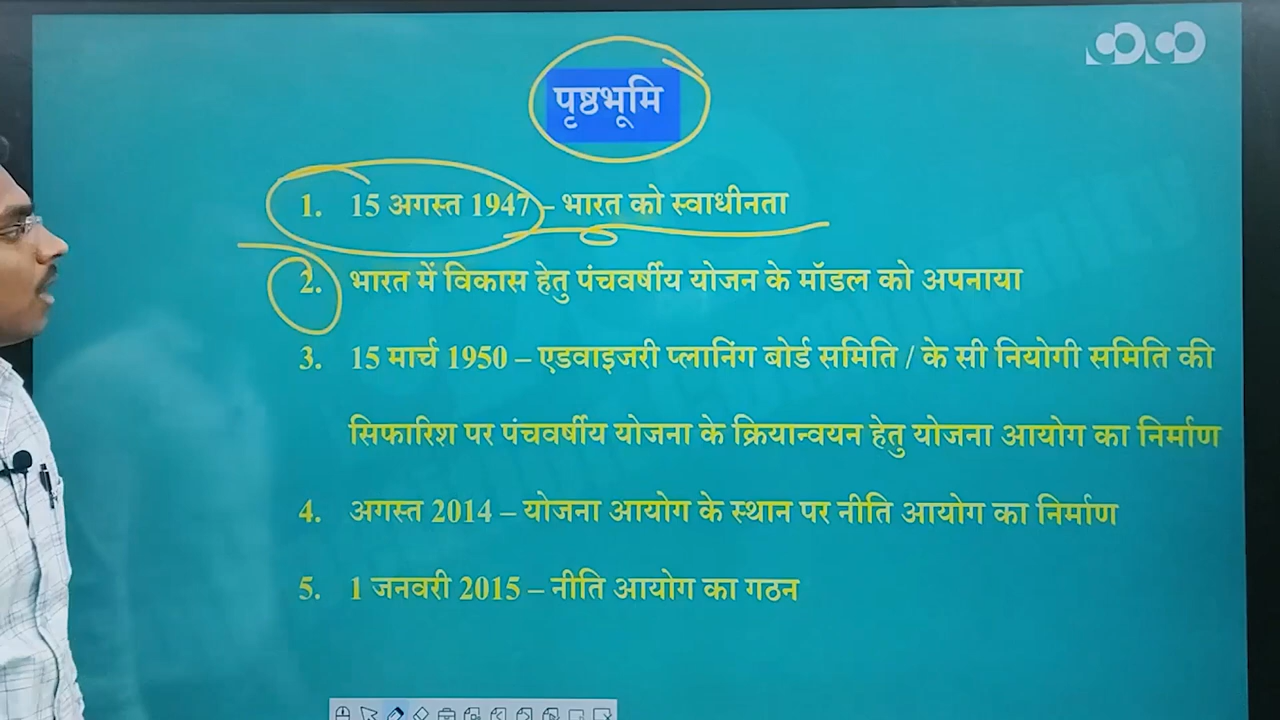 पृष्ठभूमि
1. 15 अगस्त 1947 – भारत को स्वाधीनता
2. भारत में विकास हेतु पंचवर्षीय योजन के मॉडल को अपनाया
3. 15 मार्च 1950 – एडवाइजरी प्लानिंग बोर्ड समिति / के सी नियोगी समिति की
सिफारिश पर पंचवर्षीय योजना के क्रियान्वयन हेतु योजना आयोग का निर्माण
4. अगस्त 2014 – योजना आयोग के स्थान पर नीति आयोग का निर्माण
5. 1 जनवरी 2015 – नीति आयोग का गठन